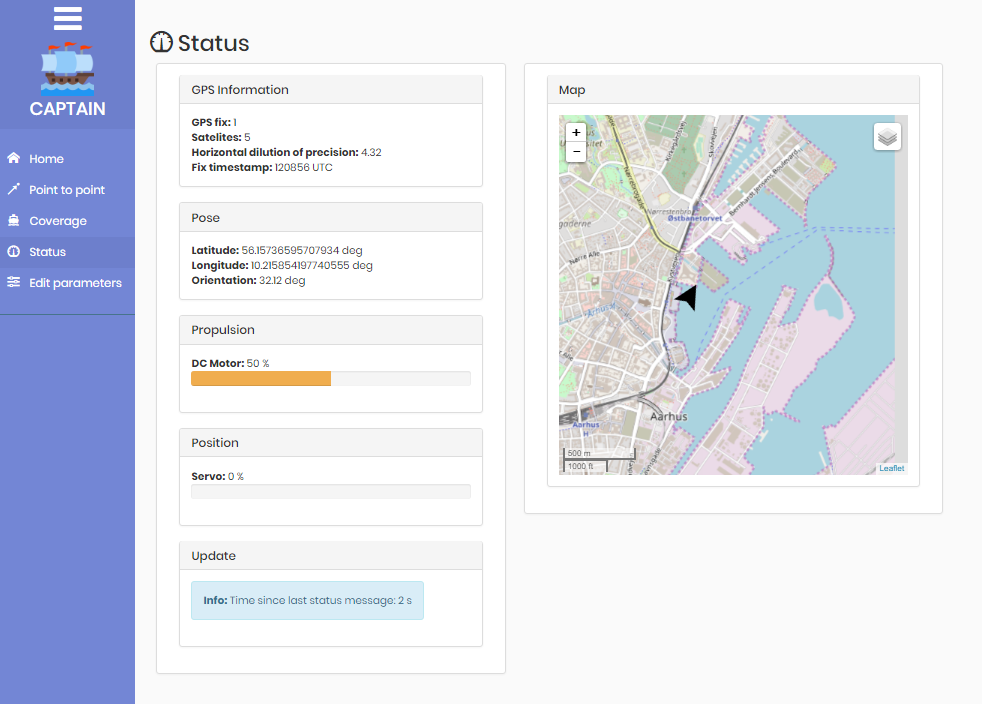 CAPTAIN
Home
Point to point
Coverage
Status
Edit parameters
Status
GPS Information
GPS fix: 1
Satelites: 5
Horizontal dilution of precision: 4.32
Fix timestamp: 120856 UTC
Pose
Latitude: 56.15736595707934 deg
Longitude: 10.215854197740555 deg
Orientation: 32.12 deg
Propulsion
DC Motor: 50 %
Position
Servo: 0 %
Update
Info: Time since last status message: 2 s
Map
+
−
Nørrebrogade
Østbanetorvet
Bernhardt Jensens Boulevard
Nørre Allé
Aarhus
Aarhus
H
500 m
1000 ft
Leaflet